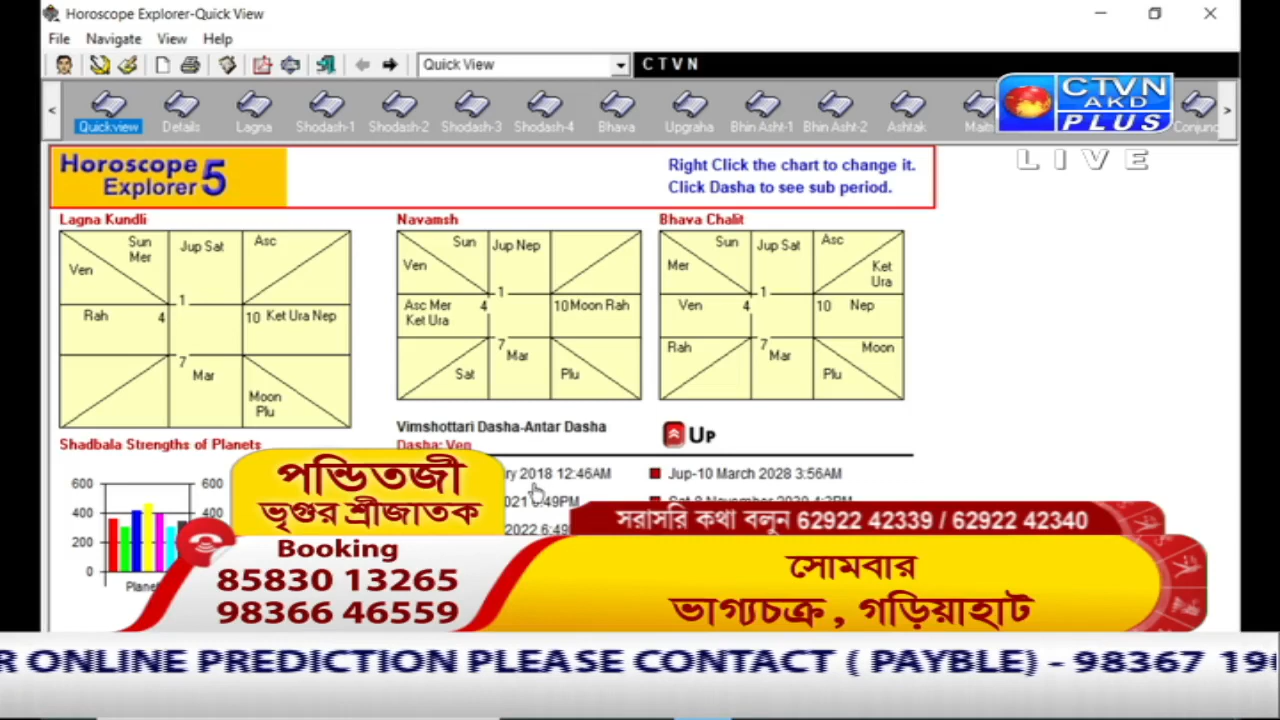 Horoscope Explorer-Quick View
File Navigate View Help
Quick View
CTVN
< Quick view Details Lagna Shodash-1 Shodash-2 Shodash-3 Shodash-4 Bhava Upgraha Bhin Asht-1 Bhin Asht-2 Ashtak >
CTVN
AKD
PLUS
LIVE
Horoscope
Explorer 5
Right Click the chart to change it.
Click Dasha to see sub period.
Lagna Kundli
Sun
Mer
Jup Sat
Asc
Ven
1
Rah
4
10 Ket Ura Nep
7
Mar
Moon
Plu
Navamsh
Sun
Jup Nep
Ven
1
Asc Mer
Ket Ura
4
10 Moon Rah
7
Mar
Sat
Plu
Bhava Chalit
Sun
Jup Sat
Asc
Mer
Ket
Ura
1
Ven
4
10 Nep
7
Rah
Mar
Moon
Plu
Vimshottari Dasha-Antar Dasha
Up
Dasha: Ven
2018 12:46AM
Jup-10 March 2028 3:56AM
Shadbala Strengths of Planets
600
400
200
0
600
400
পন্ডিতজী
ভৃগুর শ্রীজাতক
Booking
85830 13265
98366 46559
সরাসরি কথা বলুন 62922 42339 / 62922 42340
সোমবার
ভাগ্যচক্র, গড়িয়াহাট
ONLINE PREDICTION PLEASE CONTACT ( PAYBLE) - 98367